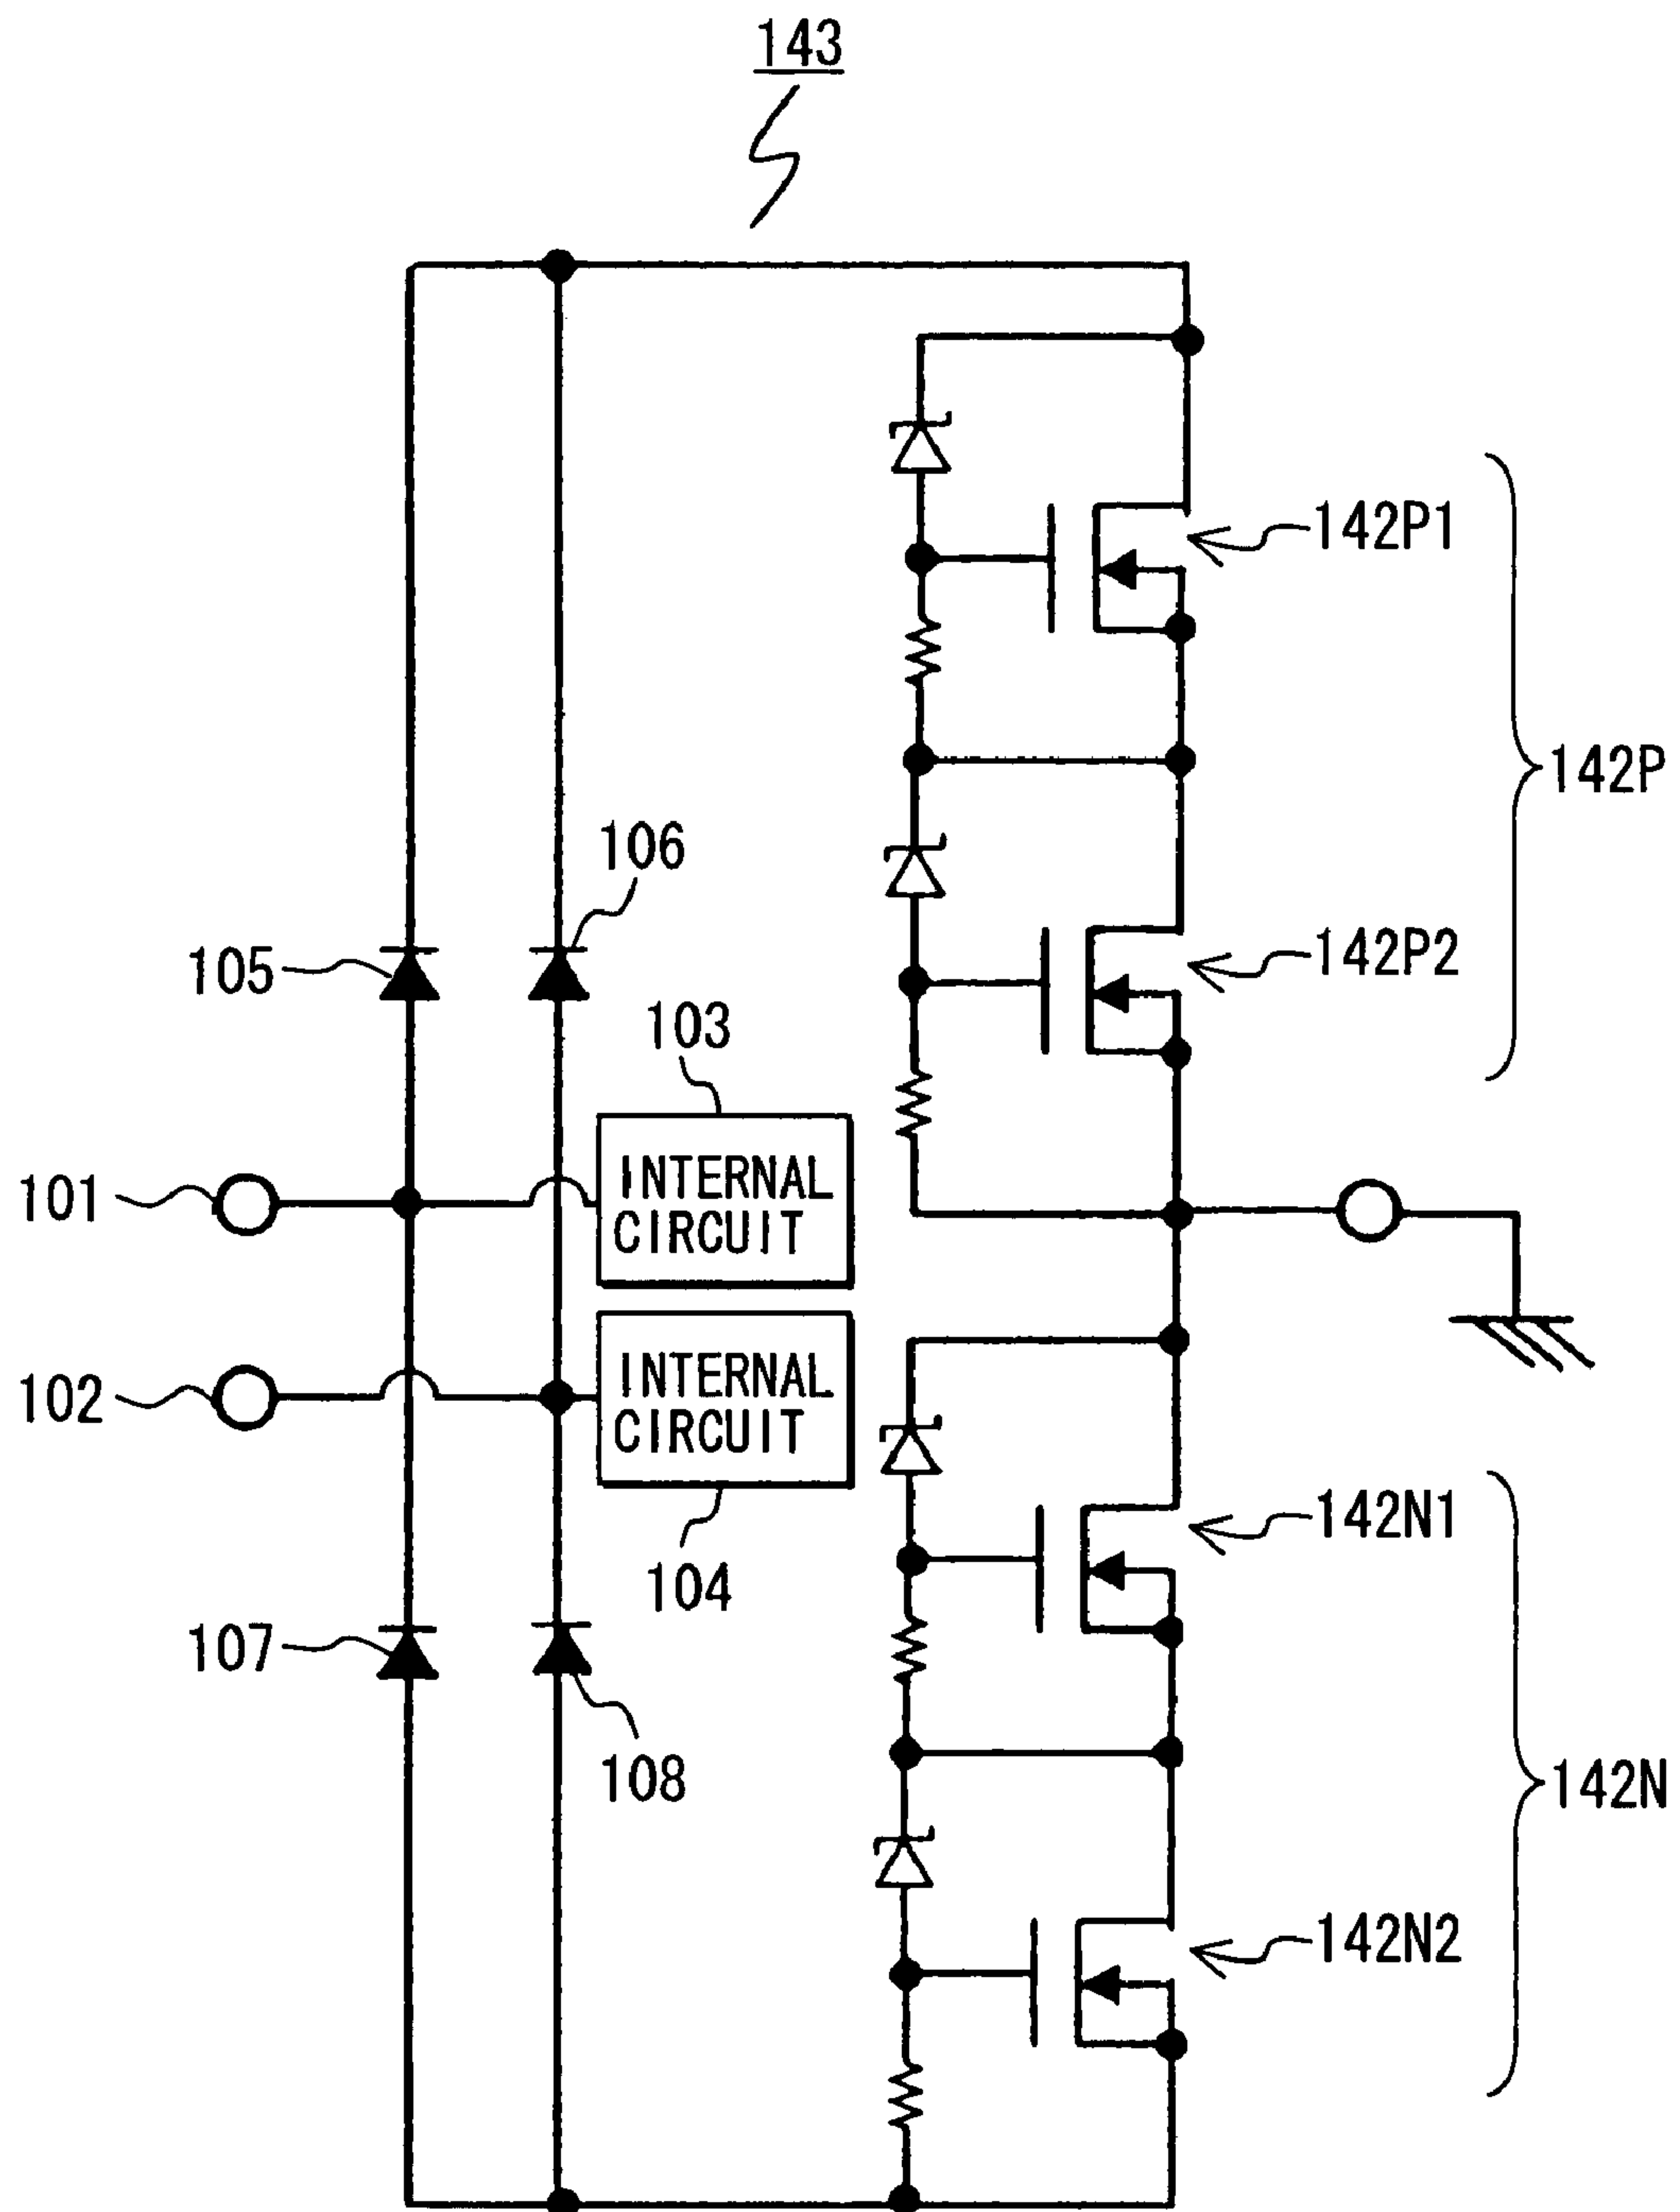 143
142P1
142P
106
105
142P2
103
101
INTERNAL
CIRCUIT
102
INTERNAL
CIRCUIT
142N1
104
107
108
142N
142N2